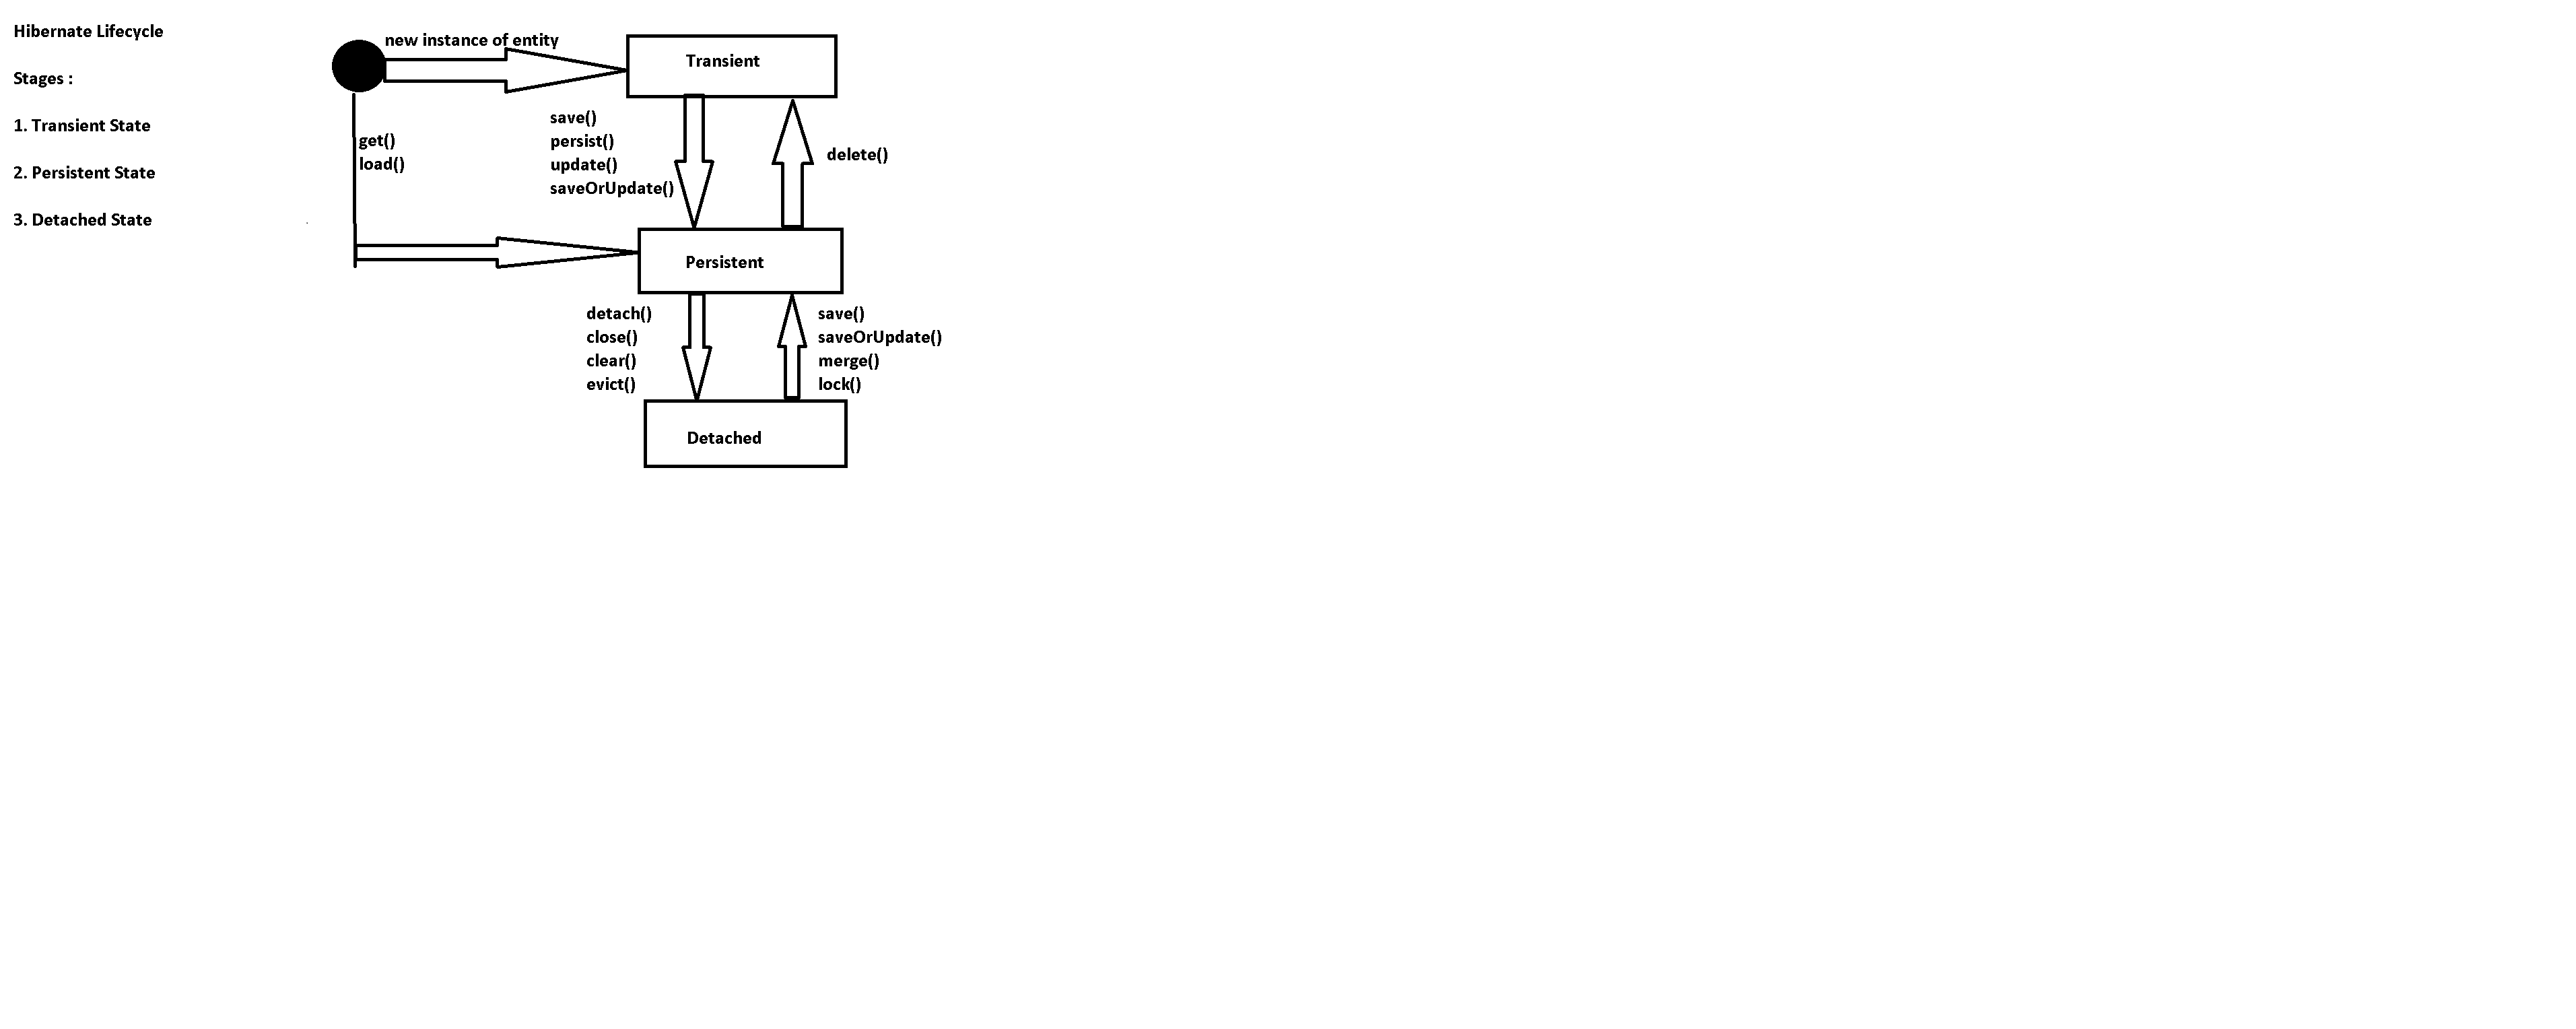 Hibernate Lifecycle
Stages :
1. Transient State
2. Persistent State
3. Detached State
new instance of entity
Transient
get()
load()
save()
persist()
update()
saveOrUpdate()
delete()
Persistent
detach()
close()
clear()
evict()
save()
saveOrUpdate()
merge()
lock()
Detached